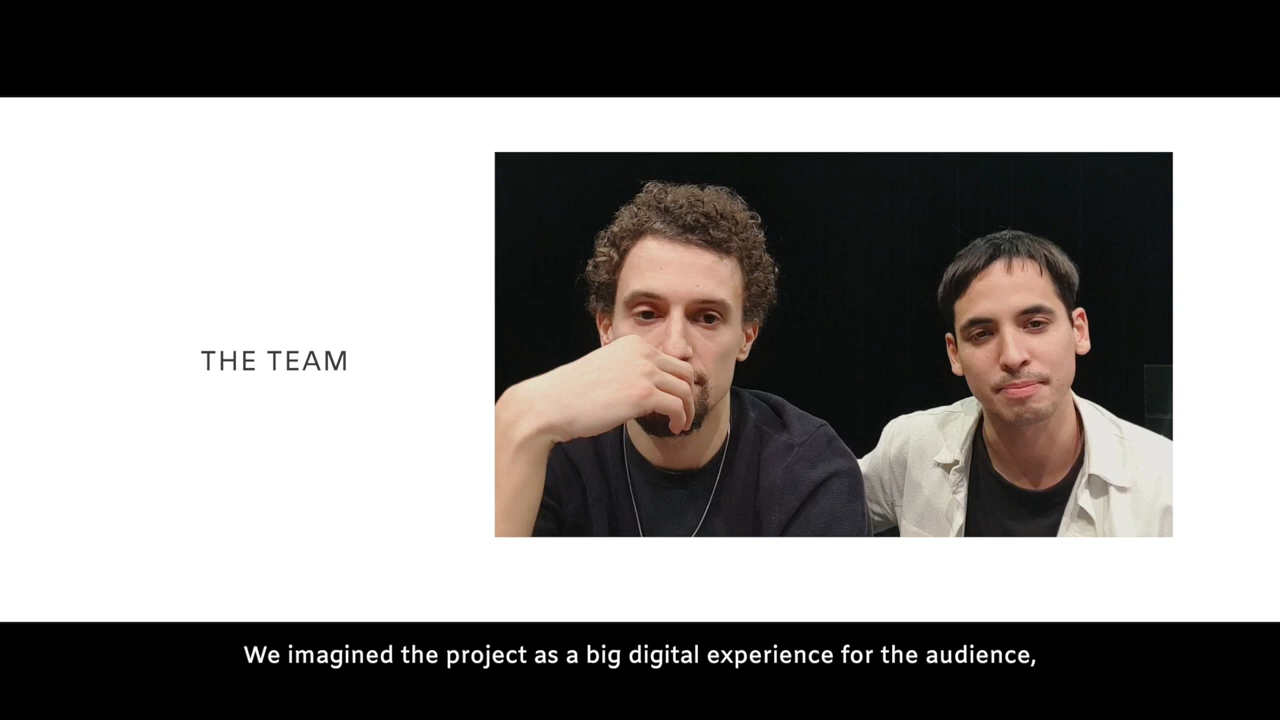 THE TEAM
We imagined the project as a big digital experience for the audience,